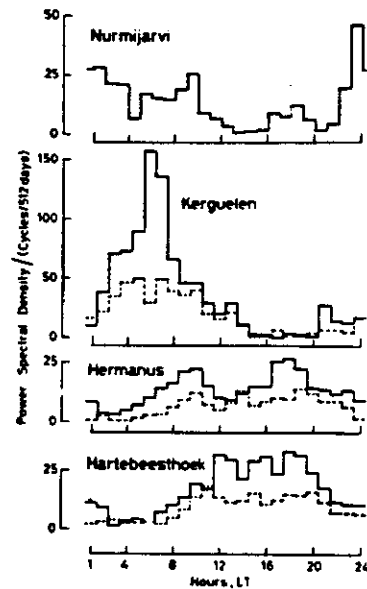 50
Nurmijarvi
25
0
150
Kerguelen
100
50
0
Power Spectral Density/(Cycles/512 days)
25
Hermanus
0
Hartebeesthoek
25
0
1 4 8 12 16 20 24
Hours, LT